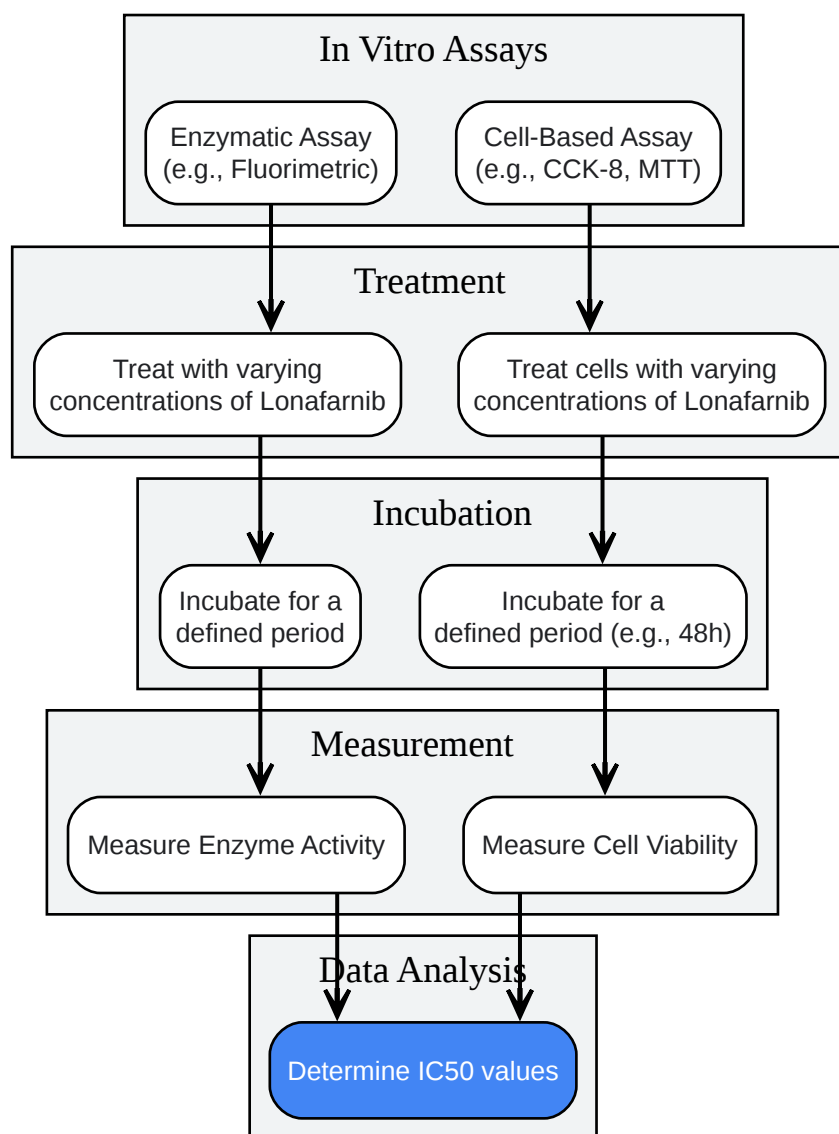 In Vitro Assays
Enzymatic Assay
(e.g., Fluorimetric)
Cell-Based Assay
(e.g., CCK-8, MTT)
Treatment
Treat with varying
concentrations of Lonafarnib
Treat cells with varying
concentrations of Lonafarnib
Incubation
Incubate for a
defined period
Incubate for a
defined period (e.g., 48h)
Measurement
Measure Enzyme Activity
Measure Cell Viability
Data Analysis
Determine IC50 values